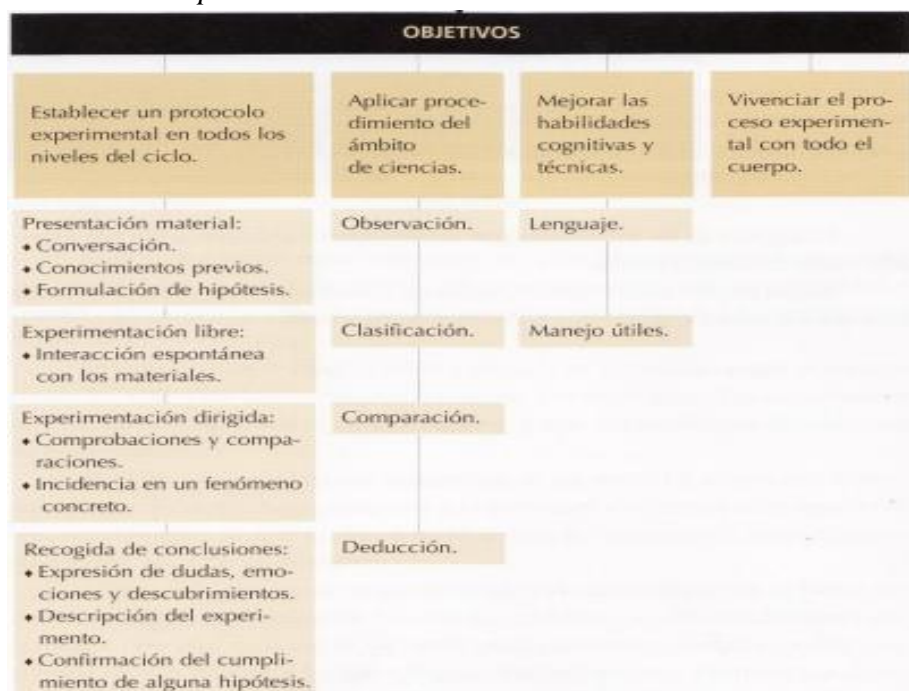 OBJETIVOS
Establecer un protocolo
experimental en todos los
niveles del ciclo.
Aplicar proce-
dimiento del
ámbito
de ciencias.
Mejorar las
habilidades
cognitivas y
técnicas.
Vivenciar el pro-
ceso experimen-
tal con todo el
cuerpo.
Presentación material:
• Conversación.
• Conocimientos previos.
• Formulación de hipótesis.
Observación.
Lenguaje.
Experimentación libre:
• Interacción espontánea
con los materiales.
Clasificación.
Manejo útiles.
Experimentación dirigida:
• Comprobaciones y compa-
raciones.
• Incidencia en un fenómeno
concreto.
Comparación.
Recogida de conclusiones:
• Expresión de dudas, emo-
ciones y descubrimientos.
• Descripción del experi-
mento.
• Confirmación del cumpli-
miento de alguna hipótesis.
Deducción.